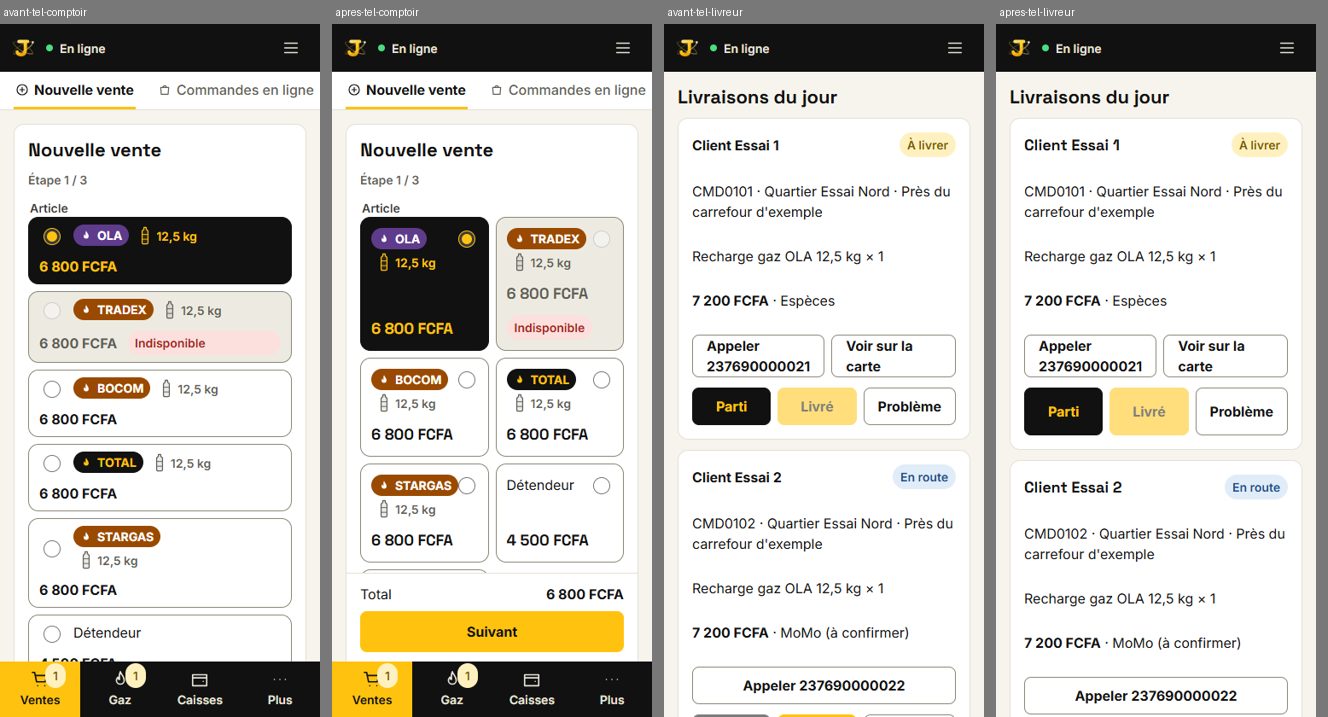 avant-tel-comptoir
En ligne
Nouvelle vente
Commandes en ligne
Nouvelle vente
Étape 1 / 3
Article
OLA
12,5 kg
6 800 FCFA
TRADEX
12,5 kg
6 800 FCFA
Indisponible
BOCOM
12,5 kg
6 800 FCFA
TOTAL
12,5 kg
6 800 FCFA
STARGAS
12,5 kg
6 800 FCFA
Détendeur
1
1
Ventes
Gaz
Caisses
Plus
apres-tel-comptoir
En ligne
Nouvelle vente
Commandes en ligne
Nouvelle vente
Étape 1 / 3
Article
OLA
12,5 kg
6 800 FCFA
TRADEX
12,5 kg
6 800 FCFA
Indisponible
BOCOM
12,5 kg
6 800 FCFA
TOTAL
12,5 kg
6 800 FCFA
STARGAS
12,5 kg
6 800 FCFA
Détendeur
4 500 FCFA
Total
6 800 FCFA
Suivant
1
1
Ventes
Gaz
Caisses
Plus
avant-tel-livreur
En ligne
Livraisons du jour
Client Essai 1
À livrer
CMD0101 · Quartier Essai Nord · Près du
carrefour d'exemple
Recharge gaz OLA 12,5 kg × 1
7 200 FCFA · Espèces
Appeler
237690000021
Voir sur la
carte
Parti
Livré
Problème
Client Essai 2
En route
CMD0102 · Quartier Essai Nord · Près du
carrefour d'exemple
Recharge gaz OLA 12,5 kg × 1
7 200 FCFA · MoMo (à confirmer)
Appeler 237690000022
apres-tel-livreur
En ligne
Livraisons du jour
Client Essai 1
À livrer
CMD0101 · Quartier Essai Nord · Près du
carrefour d'exemple
Recharge gaz OLA 12,5 kg × 1
7 200 FCFA · Espèces
Appeler
237690000021
Voir sur la
carte
Parti
Livré
Problème
Client Essai 2
En route
CMD0102 · Quartier Essai Nord · Près du
carrefour d'exemple
Recharge gaz OLA 12,5 kg × 1
7 200 FCFA · MoMo (à confirmer)
Appeler 237690000022